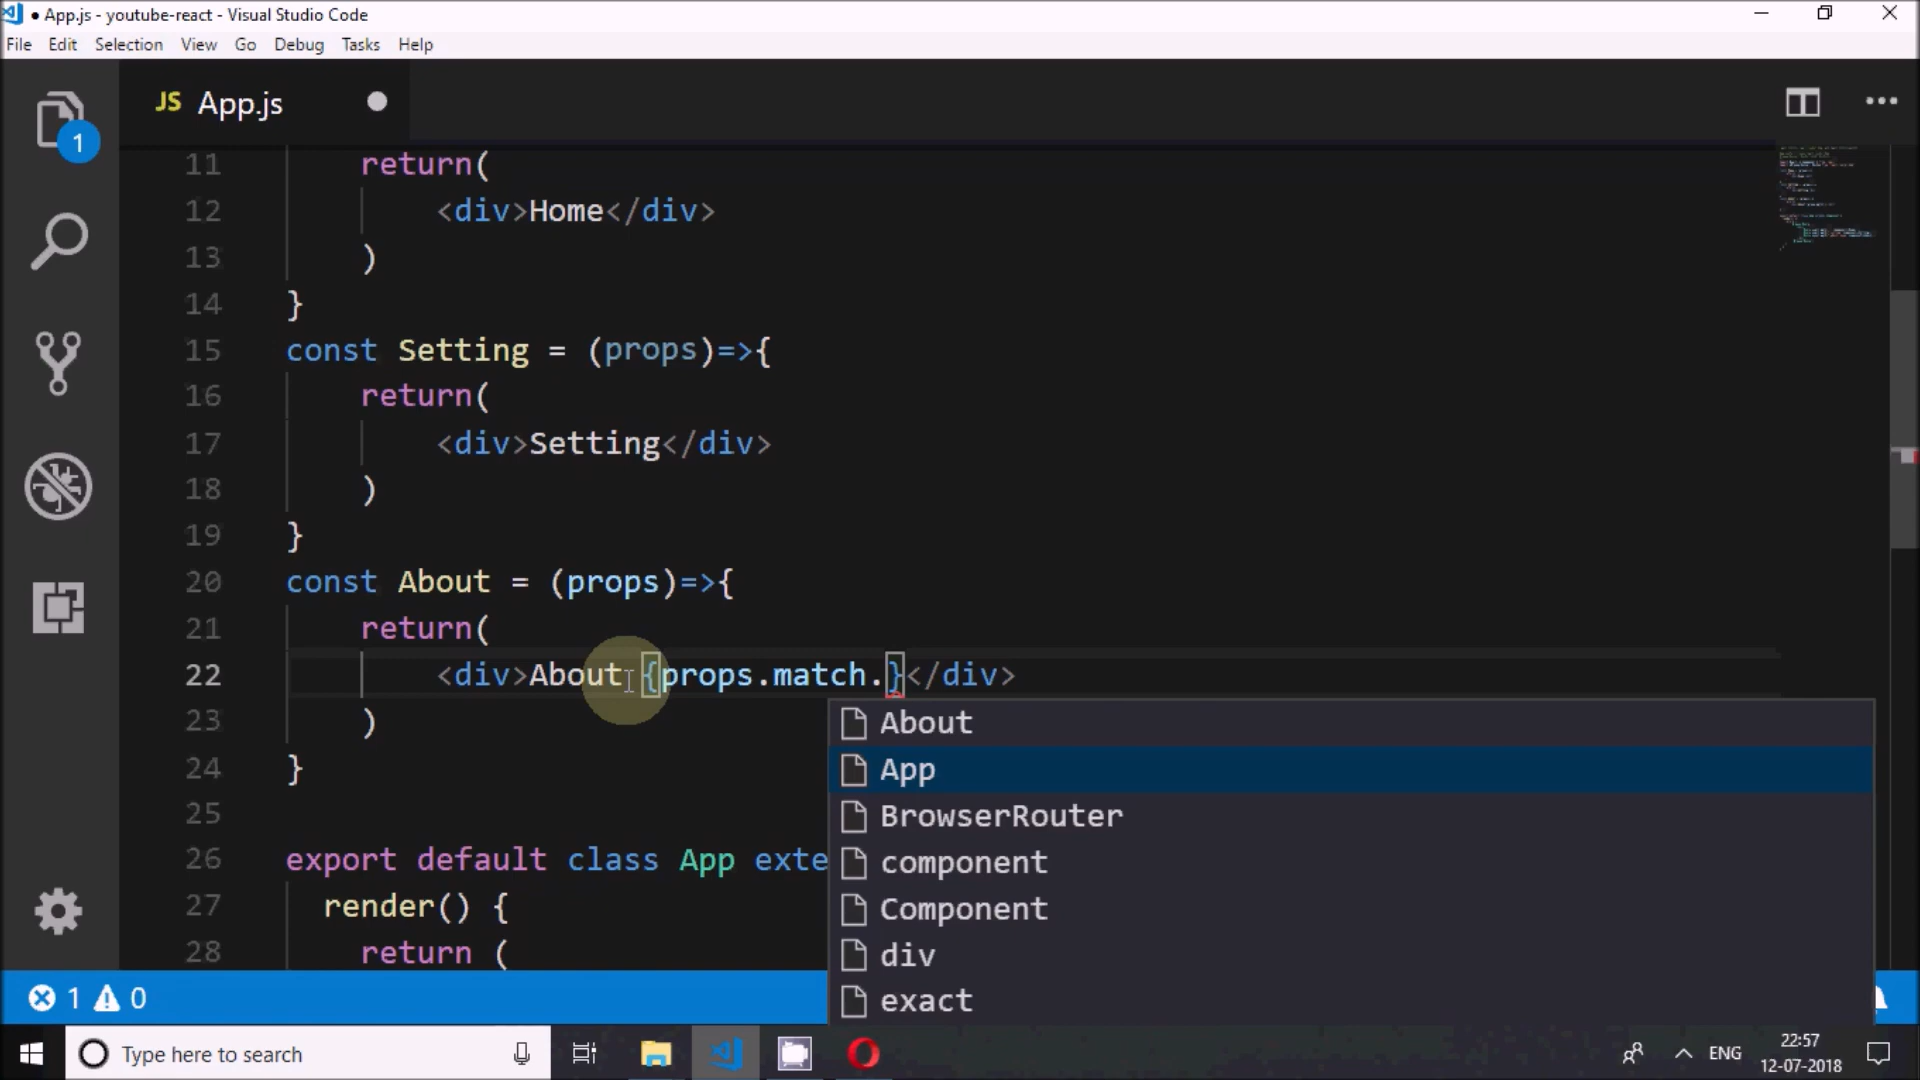 ● App.js - youtube-react - Visual Studio Code
File Edit Selection View Go Debug Tasks Help
JS App.js
1
11 return(
12 <div>Home</div>
13 )
14 }
15 const Setting = (props)=>{
16 return(
17 <div>Setting</div>
18 )
19 }
20 const About = (props)=>{
21 return(
22 <div>About {props.match.}</div>
23 )
24 }
25
26 export default class App exte
27 render() {
28 return (
About
App
BrowserRouter
component
Component
div
exact
1 0
Type here to search
ENG
22:57
12-07-2018